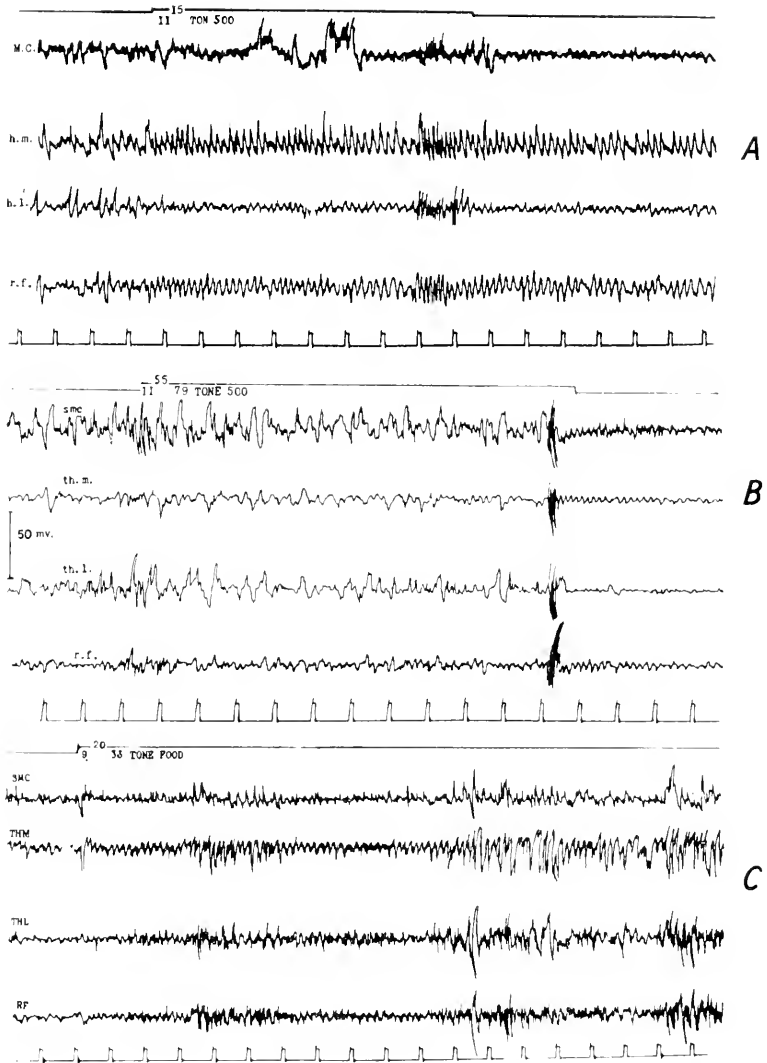 15
11 TON 500
M.C.
h.m.
h.l.
r.f.
A
55
11 79 TONE 500
smc
th.m.
50 mv.
th.l.
r.f.
B
20
9 38 TONE FOOD
SMC
THM
THL
RF
C